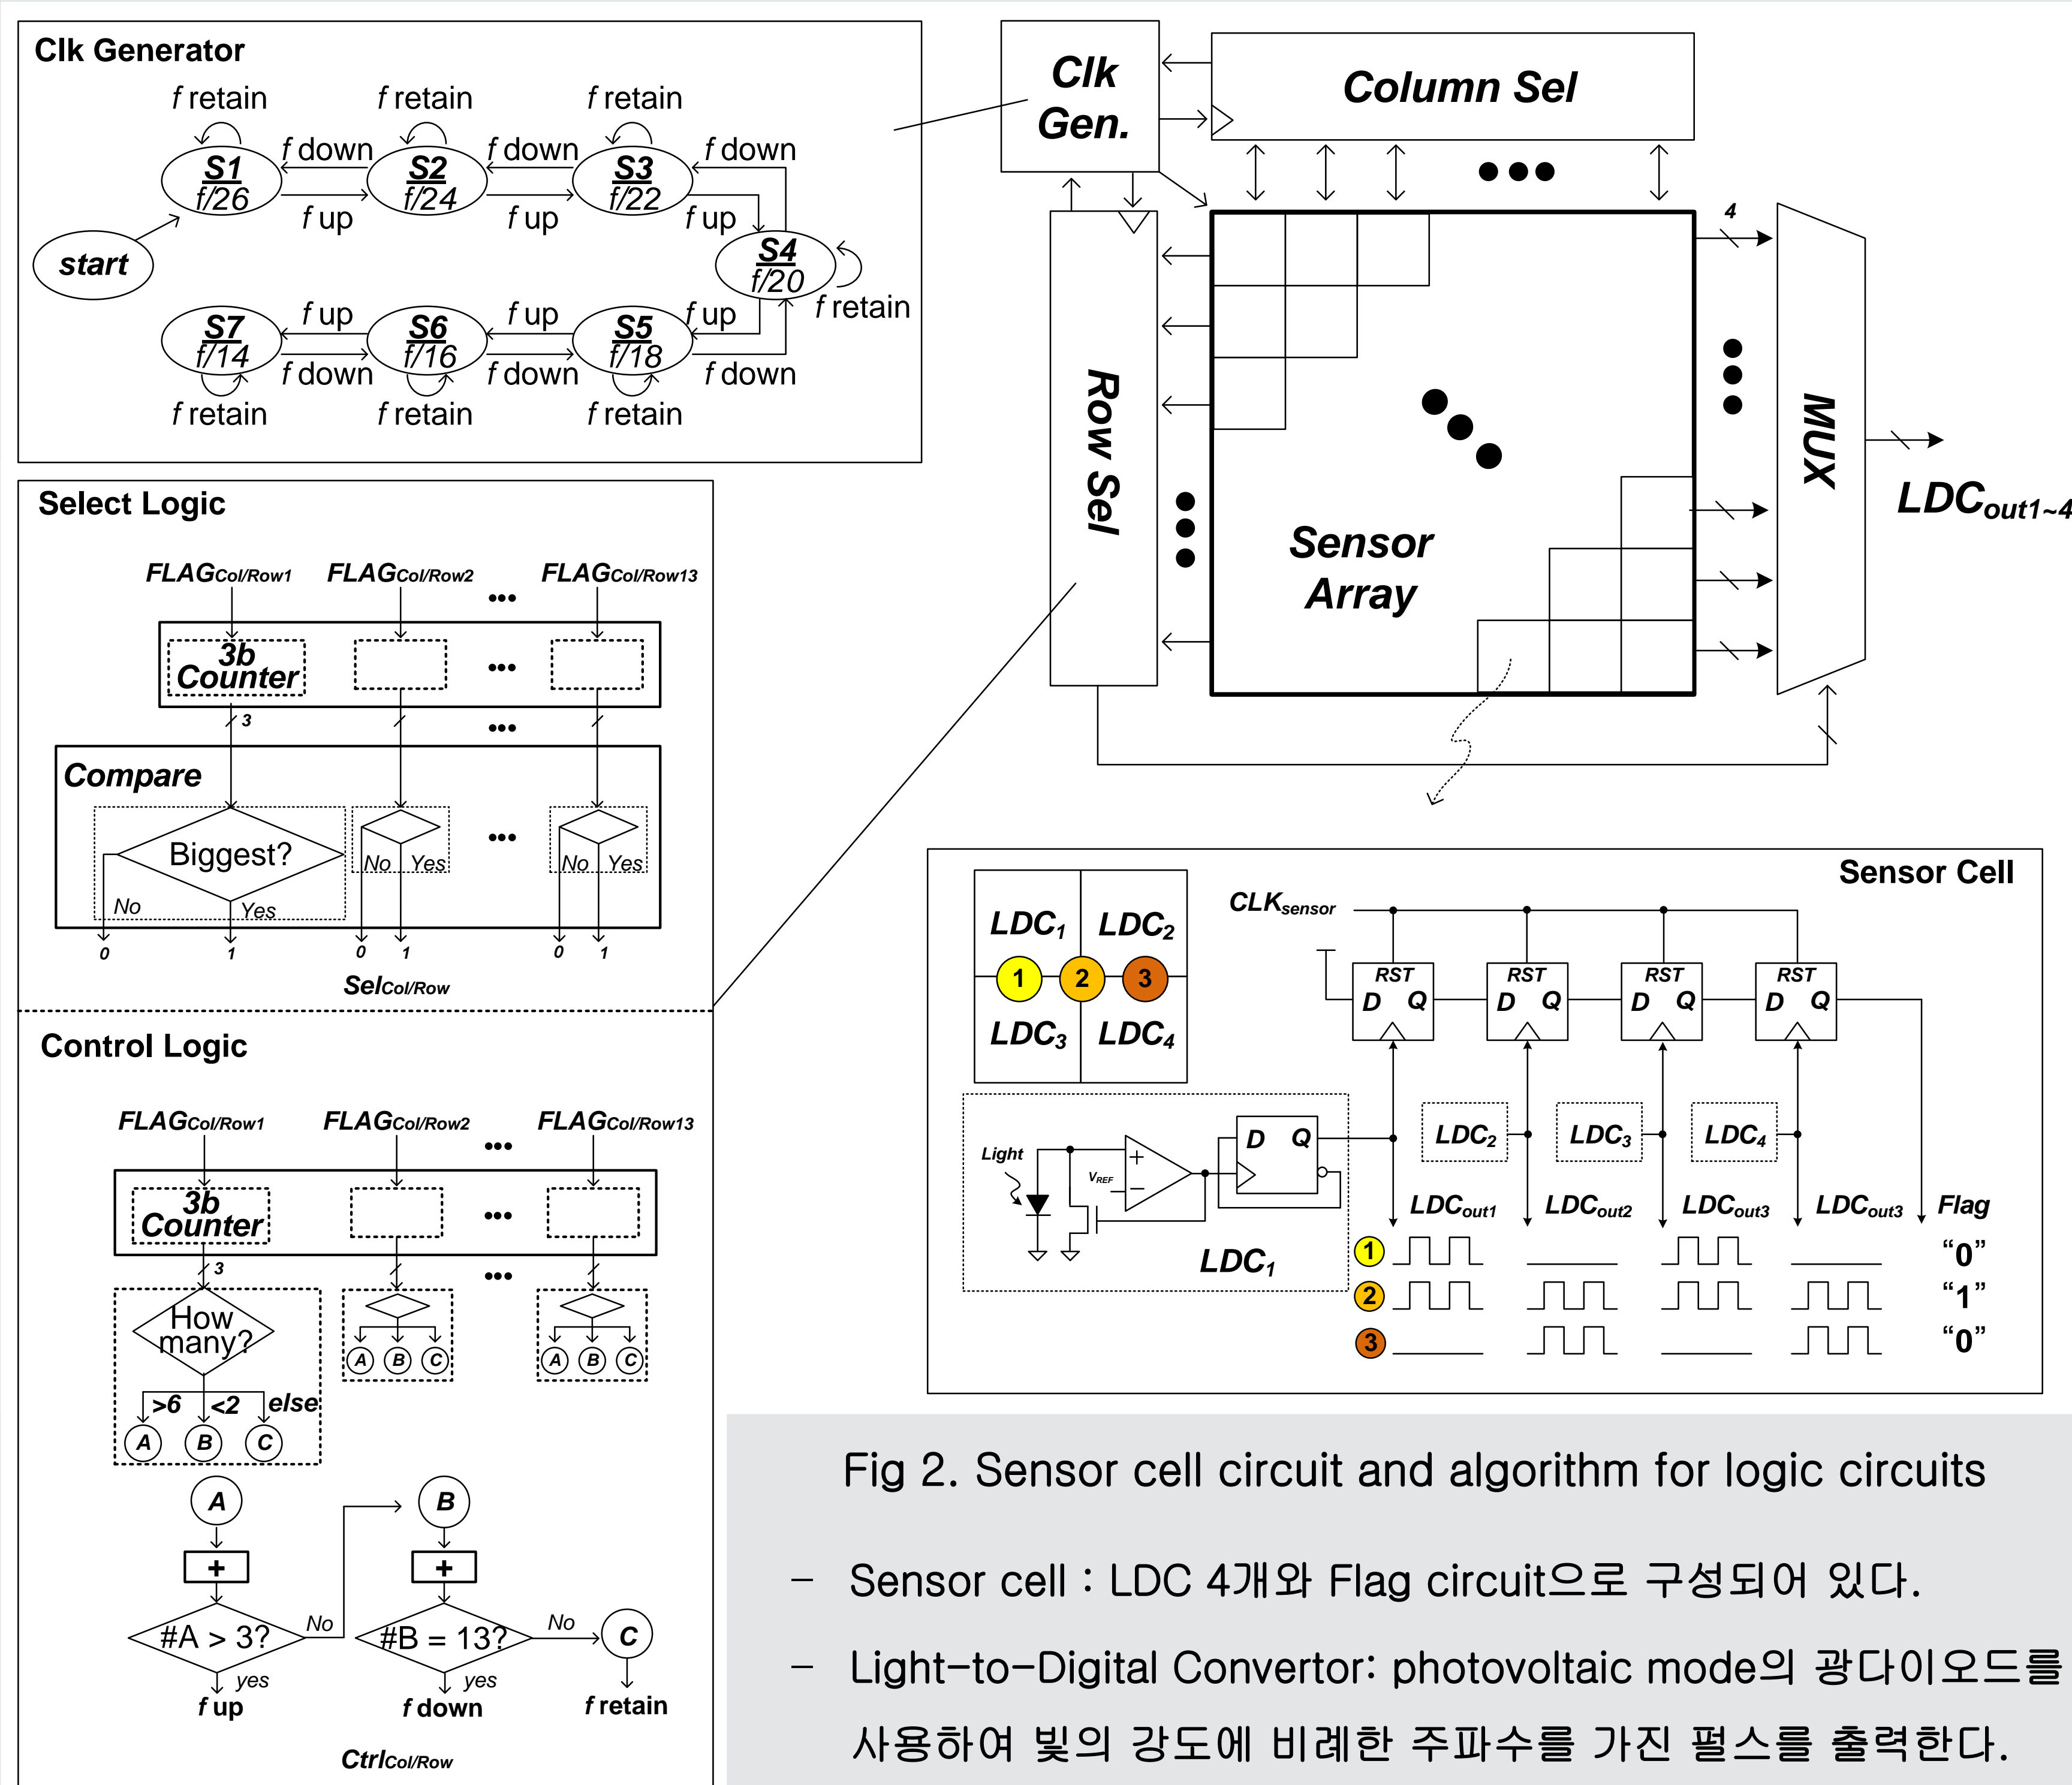 Clk Generator
f retain f retain f retain
f down f down f down
S1 S2 S3
f/26 f/24 f/22
f up f up f up
start
S4
f/20
f retain
f up f up f up
S7 S6 S5
f/14 f/16 f/18
f down f down f down
f retain f retain f retain
Clk
Gen.
Column Sel
Row Sel
Sensor
Array
4
MUX
LDCout1~4
Select Logic
FLAGCol/Row1 FLAGCol/Row2 ••• FLAGCol/Row13
3b
Counter
•••
3
•••
Compare
Biggest?
•••
No Yes No Yes No Yes
0 1 0 1 0 1
SelCol/Row
Control Logic
FLAGCol/Row1 FLAGCol/Row2 ••• FLAGCol/Row13
3b
Counter
•••
3
•••
How
many?
A B C A B C
>6 <2 else
A B C
A B
+ +
#A > 3? No #B = 13? No C
yes yes
f up f down f retain
CtrlCol/Row
Sensor Cell
LDC1 LDC2
1 2 3
LDC3 LDC4
CLKsensor
RST RST RST RST
D Q D Q D Q D Q
Light
VREF
+
−
D Q
LDC1
LDC2 LDC3 LDC4
LDCout1 LDCout2 LDCout3 LDCout3 Flag
1 “0”
2 “1”
3 “0”
Fig 2. Sensor cell circuit and algorithm for logic circuits
– Sensor cell : LDC 4개와 Flag circuit으로 구성되어 있다.
– Light-to-Digital Convertor: photovoltaic mode의 광다이오드를
사용하여 빛의 강도에 비례한 주파수를 가진 펄스를 출력한다.